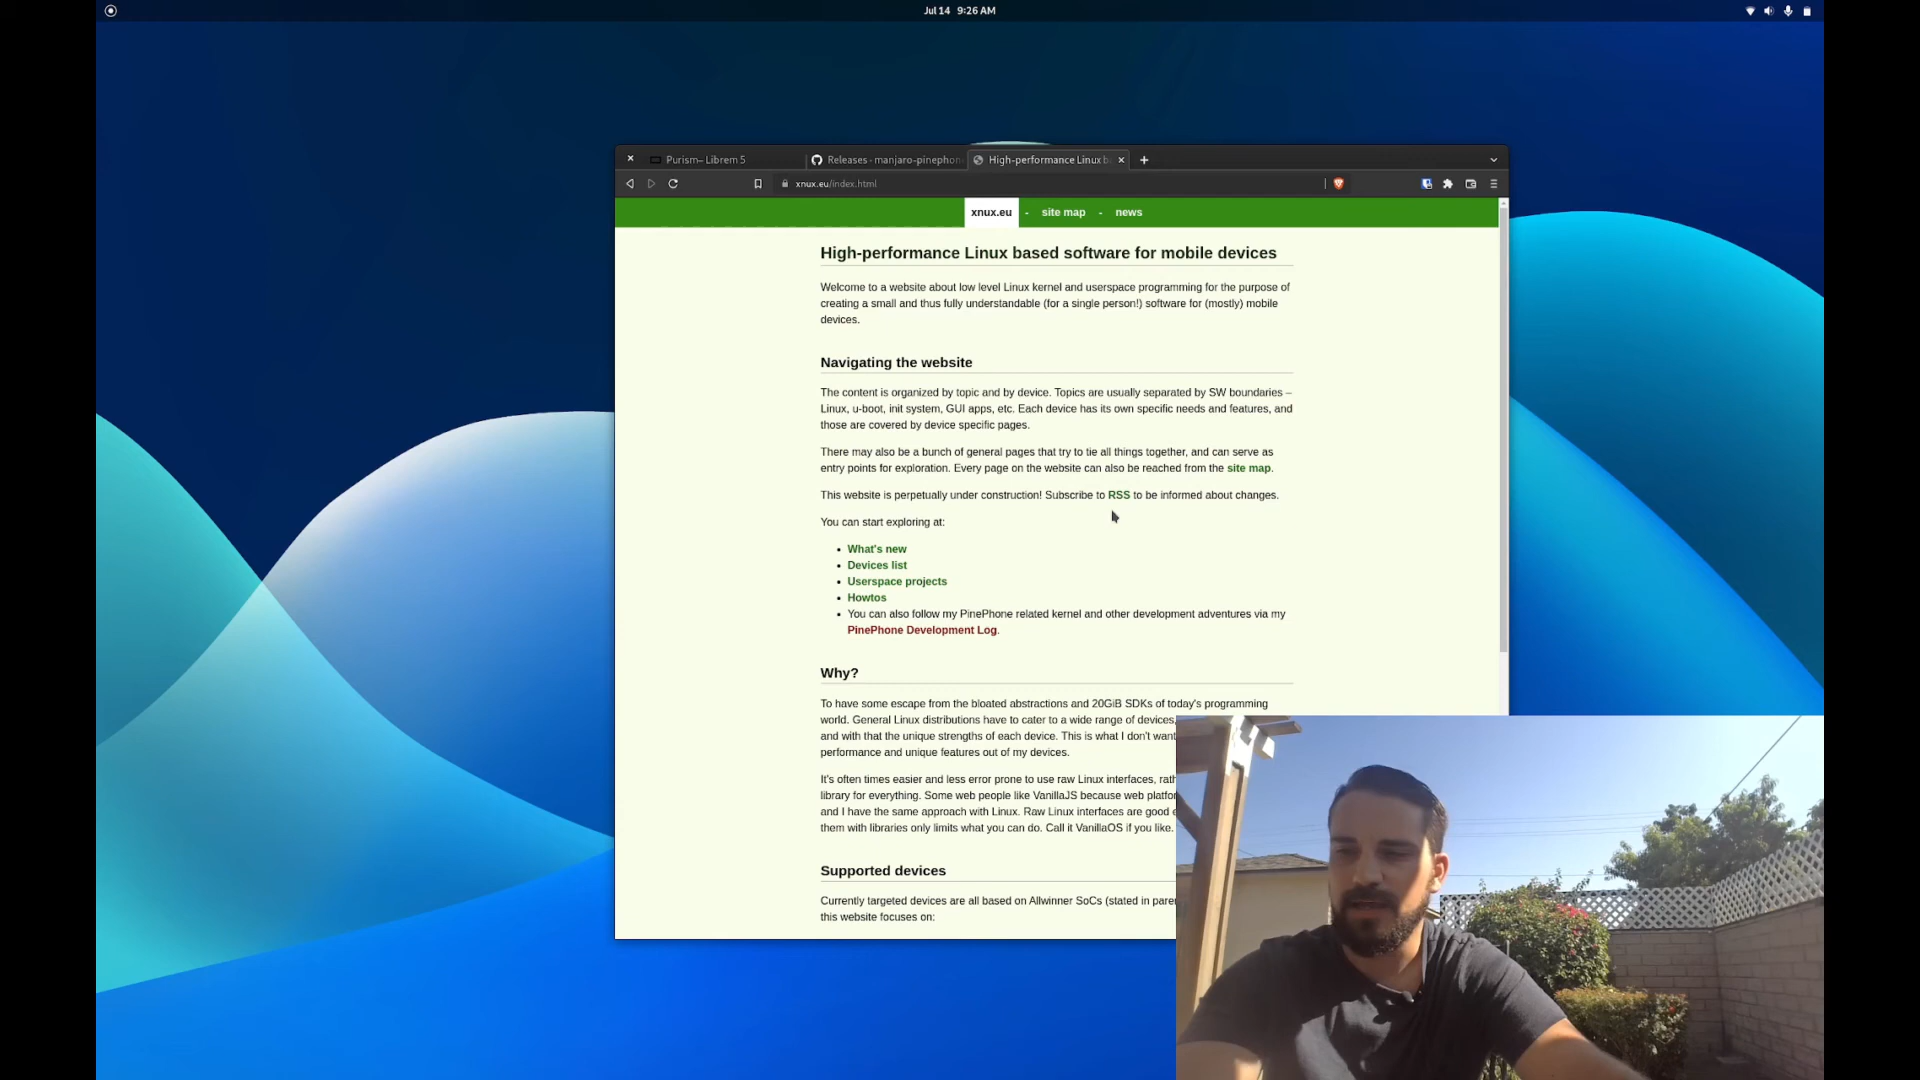 Jul 14 9:26 AM
Purism– Librem 5
Releases · manjaro-pinephon
High-performance Linux b
xnux.eu/index.html
xnux.eu - site map - news
High-performance Linux based software for mobile devices
Welcome to a website about low level Linux kernel and userspace programming for the purpose of
creating a small and thus fully understandable (for a single person!) software for (mostly) mobile
devices.
Navigating the website
The content is organized by topic and by device. Topics are usually separated by SW boundaries –
Linux, u-boot, init system, GUI apps, etc. Each device has its own specific needs and features, and
those are covered by device specific pages.
There may also be a bunch of general pages that try to tie all things together, and can serve as
entry points for exploration. Every page on the website can also be reached from the site map.
This website is perpetually under construction! Subscribe to RSS to be informed about changes.
You can start exploring at:
• What's new
• Devices list
• Userspace projects
• Howtos
• You can also follow my PinePhone related kernel and other development adventures via my
PinePhone Development Log.
Why?
To have some escape from the bloated abstractions and 20GiB SDKs of today's programming
world. General Linux distributions have to cater to a wide range of devices,
and with that the unique strengths of each device. This is what I don't want
performance and unique features out of my devices.
It's often times easier and less error prone to use raw Linux interfaces, rath
library for everything. Some web people like VanillaJS because web platfor
and I have the same approach with Linux. Raw Linux interfaces are good e
them with libraries only limits what you can do. Call it VanillaOS if you like.
Supported devices
Currently targeted devices are all based on Allwinner SoCs (stated in paren
this website focuses on: